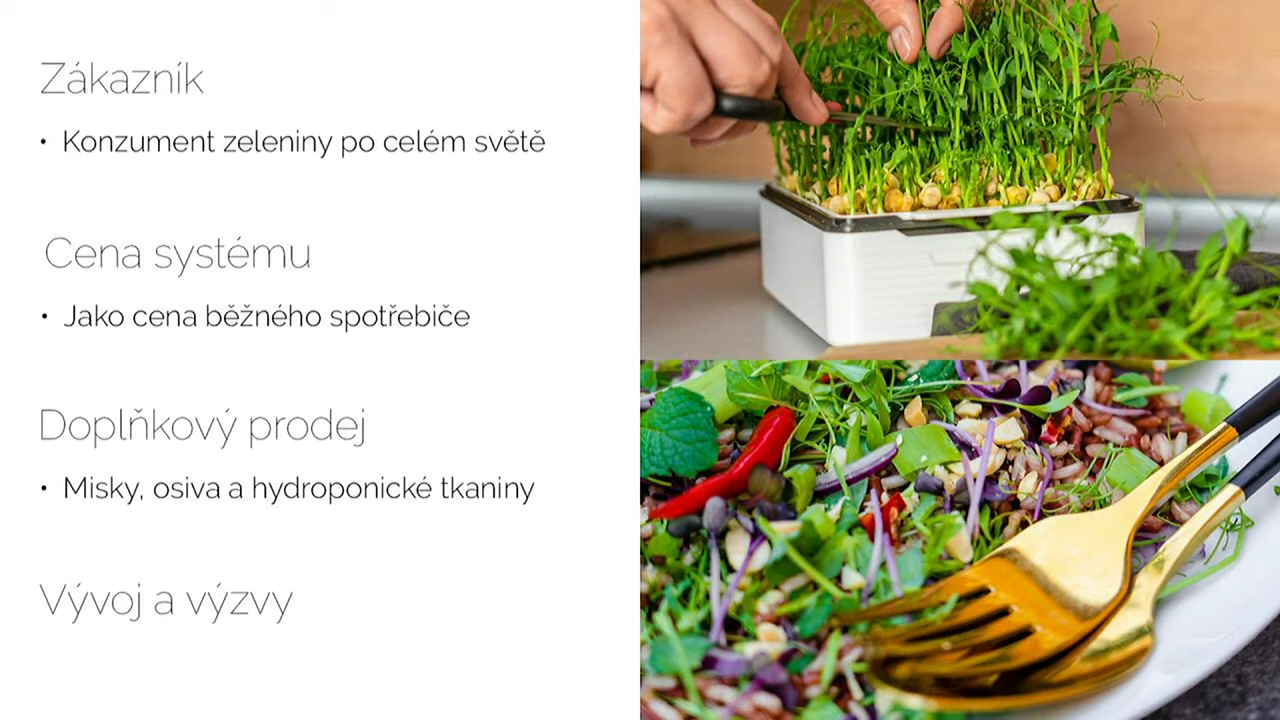 Zákazník
• Konzument zeleniny po celém světě
Cena systému
• Jako cena běžného spotřebiče
Doplňkový prodej
• Misky, osiva a hydroponické tkaniny
Vývoj a výzvy